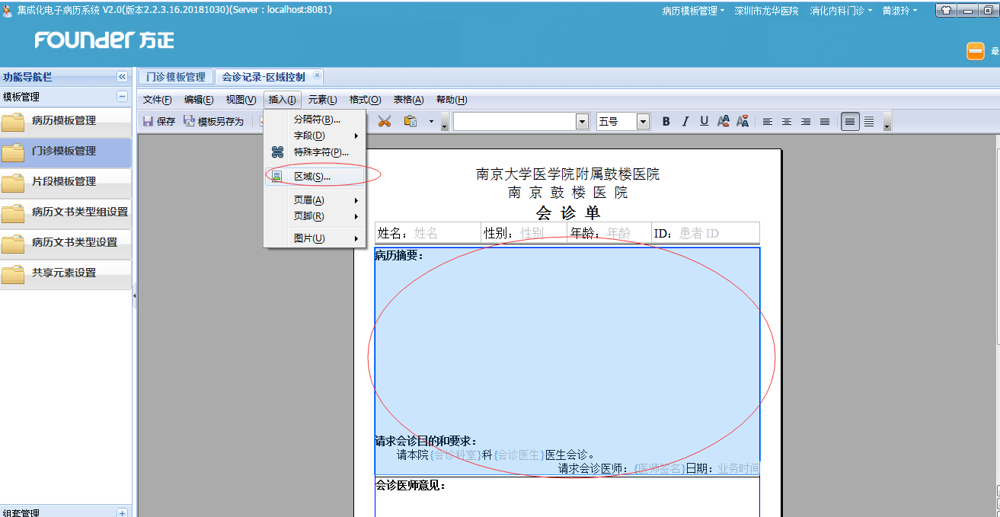 集成化电子病历系统 V2.0(版本2.2.3.16.20181030)(Server : localhost:8081)
病历模板管理 深圳市龙华医院 消化内科门诊 黄淑玲
FOUNDER 方正
最
功能导航栏
模板管理
病历模板管理
门诊模板管理
片段模板管理
病历文书类型组设置
病历文书类型设置
共享元素设置
组套管理
门诊模板管理 会诊记录-区域控制
文件(F) 编辑(E) 视图(V) 插入(I) 元素(L) 格式(O) 表格(A) 帮助(H)
保存 模板另存为 五号 B I U
分隔符(B)...
字段(D)
特殊字符(P)...
区域(S)...
页眉(A)
页脚(R)
图片(U)
南京大学医学院附属鼓楼医院
南 京 鼓 楼 医 院
会 诊 单
姓名：姓名 性别：性别 年龄：年龄 ID：患者 ID
病历摘要：
请求会诊目的和要求：
请本院{会诊科室}科{会诊医生}医生会诊。
请求会诊医师：{医师签名}日期：业务时间
会诊医师意见：